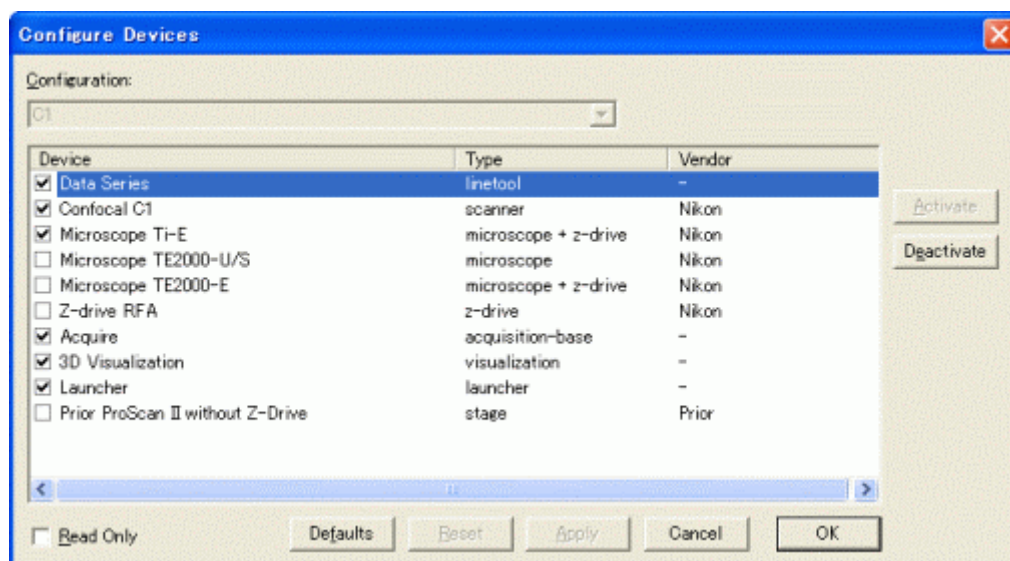 Configure Devices
Configuration:
C1
Device Type Vendor
Data Series linetool -
Confocal C1 scanner Nikon
Microscope Ti-E microscope + z-drive Nikon
Microscope TE2000-U/S microscope Nikon
Microscope TE2000-E microscope + z-drive Nikon
Z-drive RFA z-drive Nikon
Acquire acquisition-base -
3D Visualization visualization -
Launcher launcher -
Prior ProScan II without Z-Drive stage Prior
Activate
Deactivate
Read Only Defaults Reset Apply Cancel OK